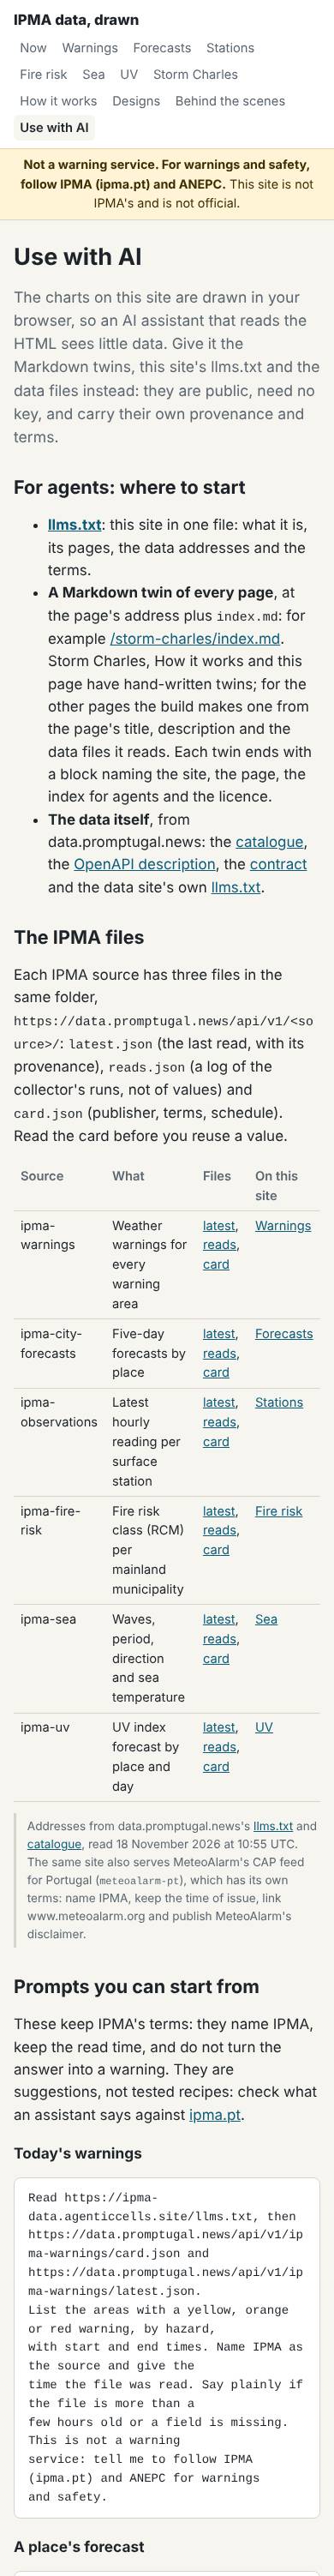 IPMA data, drawn
Now Warnings Forecasts Stations
Fire risk Sea UV Storm Charles
How it works Designs Behind the scenes
Use with AI
Not a warning service. For warnings and safety,
follow IPMA (ipma.pt) and ANEPC. This site is not
IPMA's and is not official.
Use with AI
The charts on this site are drawn in your
browser, so an AI assistant that reads the
HTML sees little data. Give it the
Markdown twins, this site's llms.txt and the
data files instead: they are public, need no
key, and carry their own provenance and
terms.
For agents: where to start
• llms.txt: this site in one file: what it is,
its pages, the data addresses and the
terms.
• A Markdown twin of every page, at
the page's address plus index.md: for
example /storm-charles/index.md.
Storm Charles, How it works and this
page have hand-written twins; for the
other pages the build makes one from
the page's title, description and the
data files it reads. Each twin ends with
a block naming the site, the page, the
index for agents and the licence.
• The data itself, from
data.promptugal.news: the catalogue,
the OpenAPI description, the contract
and the data site's own llms.txt.
The IPMA files
Each IPMA source has three files in the
same folder,
https://data.promptugal.news/api/v1/<so
urce>/: latest.json (the last read, with its
provenance), reads.json (a log of the
collector's runs, not of values) and
card.json (publisher, terms, schedule).
Read the card before you reuse a value.
Source What Files On this
site
ipma- Weather latest, Warnings
warnings warnings for reads,
every card
warning
area
ipma-city- Five-day latest, Forecasts
forecasts forecasts by reads,
place card
ipma- Latest latest, Stations
observations hourly reads,
reading per card
surface
station
ipma-fire- Fire risk latest, Fire risk
risk class (RCM) reads,
per card
mainland
municipality
ipma-sea Waves, latest, Sea
period, reads,
direction card
and sea
temperature
ipma-uv UV index latest, UV
forecast by reads,
place and card
day
Addresses from data.promptugal.news's llms.txt and
catalogue, read 18 November 2026 at 10:55 UTC.
The same site also serves MeteoAlarm's CAP feed
for Portugal (meteoalarm-pt), which has its own
terms: name IPMA, keep the time of issue, link
www.meteoalarm.org and publish MeteoAlarm's
disclaimer.
Prompts you can start from
These keep IPMA's terms: they name IPMA,
keep the read time, and do not turn the
answer into a warning. They are
suggestions, not tested recipes: check what
an assistant says against ipma.pt.
Today's warnings
Read https://ipma-
data.agenticcells.site/llms.txt, then
https://data.promptugal.news/api/v1/ip
ma-warnings/card.json and
https://data.promptugal.news/api/v1/ip
ma-warnings/latest.json.
List the areas with a yellow, orange
or red warning, by hazard,
with start and end times. Name IPMA as
the source and give the
time the file was read. Say plainly if
the file is more than a
few hours old or a field is missing.
This is not a warning
service: tell me to follow IPMA
(ipma.pt) and ANEPC for warnings
and safety.
A place's forecast